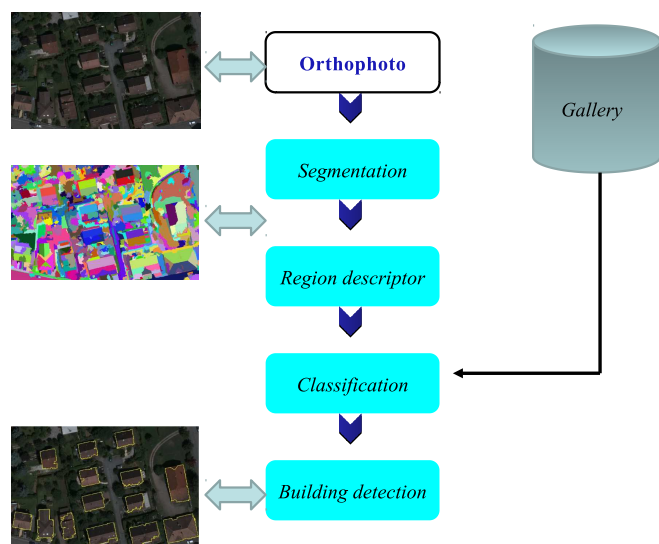 Orthophoto
Gallery
Segmentation
Region descriptor
Classification
Building detection